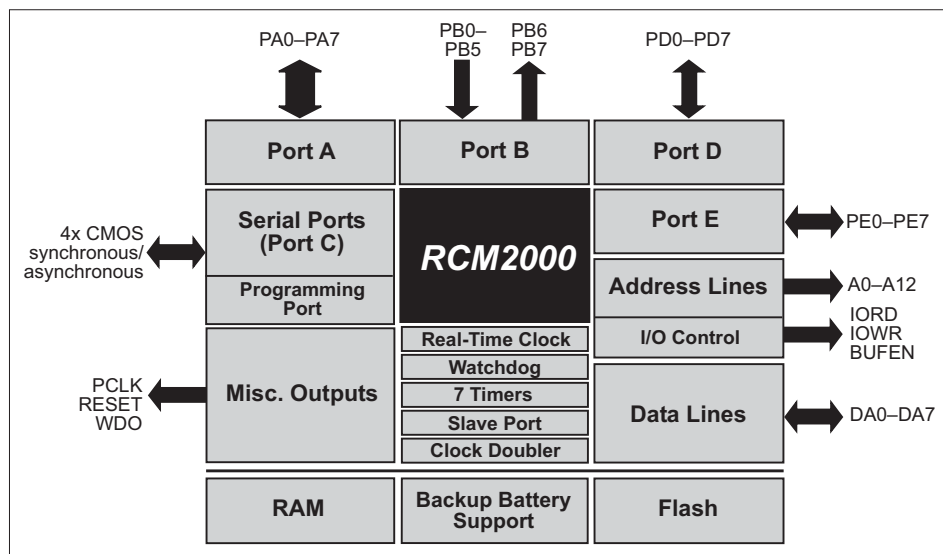 PA0–PA7
PB0–
PB5
PB6
PB7
PD0–PD7
Port A
Port B
Port D
4x CMOS
synchronous/
asynchronous
Serial Ports
(Port C)
Programming
Port
RCM2000
Port E
PE0–PE7
Address Lines
A0–A12
I/O Control
IORD
IOWR
BUFEN
Real-Time Clock
Watchdog
7 Timers
Slave Port
Clock Doubler
PCLK
RESET
WDO
Misc. Outputs
Data Lines
DA0–DA7
RAM
Backup Battery
Support
Flash